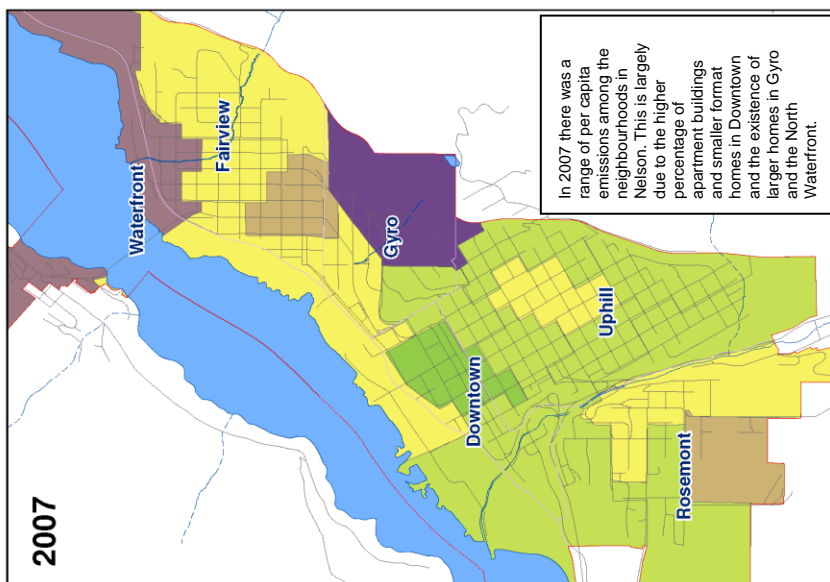 2007
Waterfront
Fairview
Gyro
Downtown
Uphill
Rosemont
In 2007 there was a
range of per capita
emissions among the
neighbourhoods in
Nelson. This is largely
due to the higher
percentage of
apartment buildings
and smaller format
homes in Downtown
and the existence of
larger homes in Gyro
and the North
Waterfront.